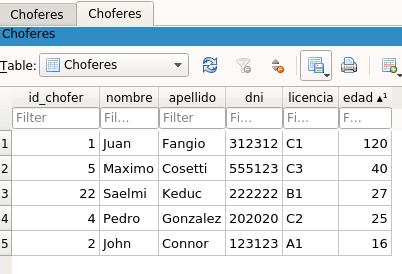 Choferes Choferes
Choferes
Table: Choferes
id_chofer nombre apellido dni licencia edad ▴¹
Filter Fil... Filter Fi... Fi... F...
1 1 Juan Fangio 312312 C1 120
2 5 Maximo Cosetti 555123 C3 40
3 22 Saelmi Keduc 222222 B1 27
4 4 Pedro Gonzalez 202020 C2 25
5 2 John Connor 123123 A1 16